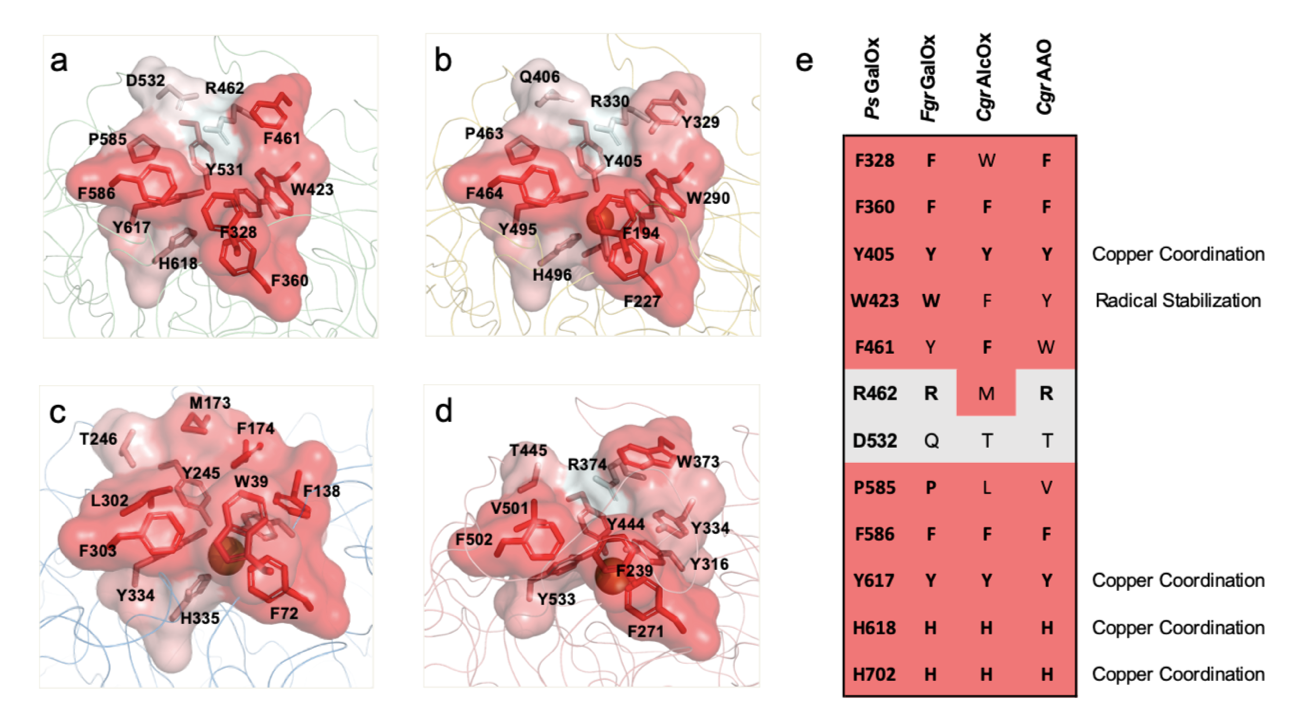 a
D532
R462
P585
F461
Y531
F586
W423
Y617
F328
H618
F360
b
Q406
R330
P463
Y329
Y405
F464
W290
Y495
F194
H496
F227
c
M173
T246
F174
Y245
W39
L302
F138
F303
Y334
H335
F72
d
T445
R374
W373
V501
Y444
Y334
F502
Y316
F239
Y533
F271
e
Ps GalOx
Fgr GalOx
Cgr AlcOx
Cgr AAO
F328 F W F
F360 F F F
Y405 Y Y Y Copper Coordination
W423 W F Y Radical Stabilization
F461 Y F W
R462 R M R
D532 Q T T
P585 P L V
F586 F F F
Y617 Y Y Y Copper Coordination
H618 H H H Copper Coordination
H702 H H H Copper Coordination